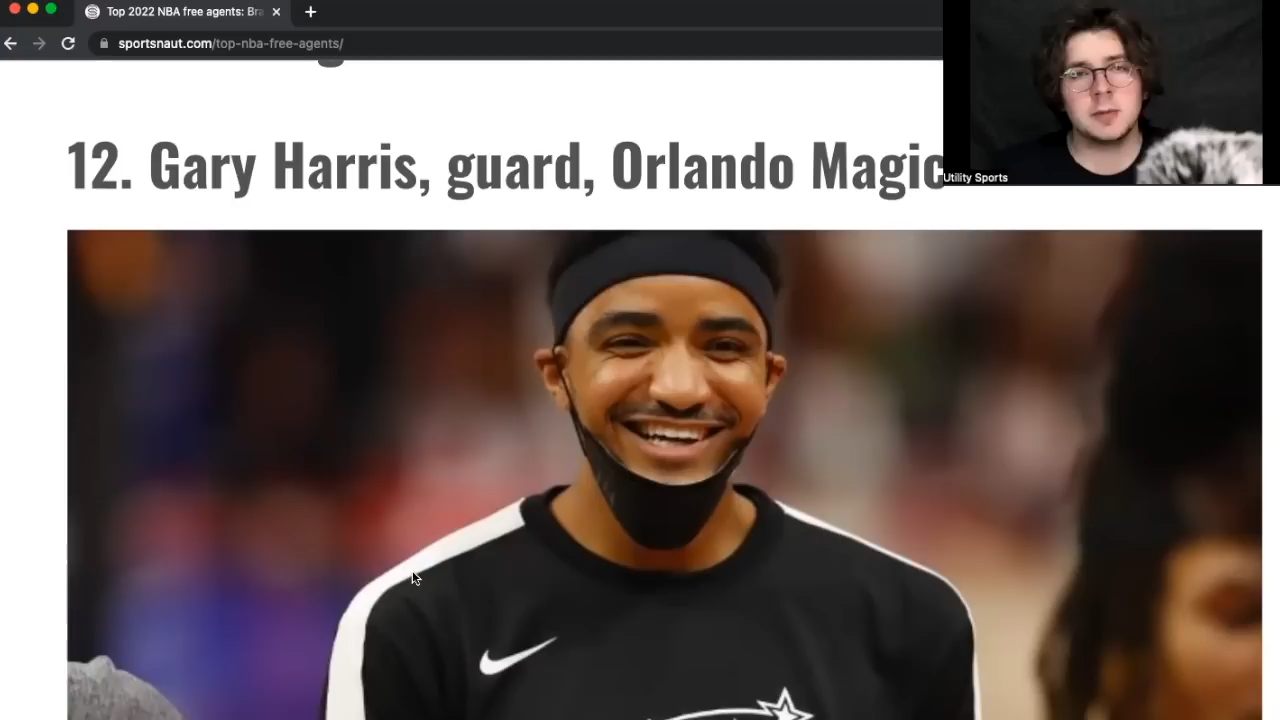 Top 2022 NBA free agents: Bra
sportsnaut.com/top-nba-free-agents/
12. Gary Harris, guard, Orlando Magic
Utility Sports